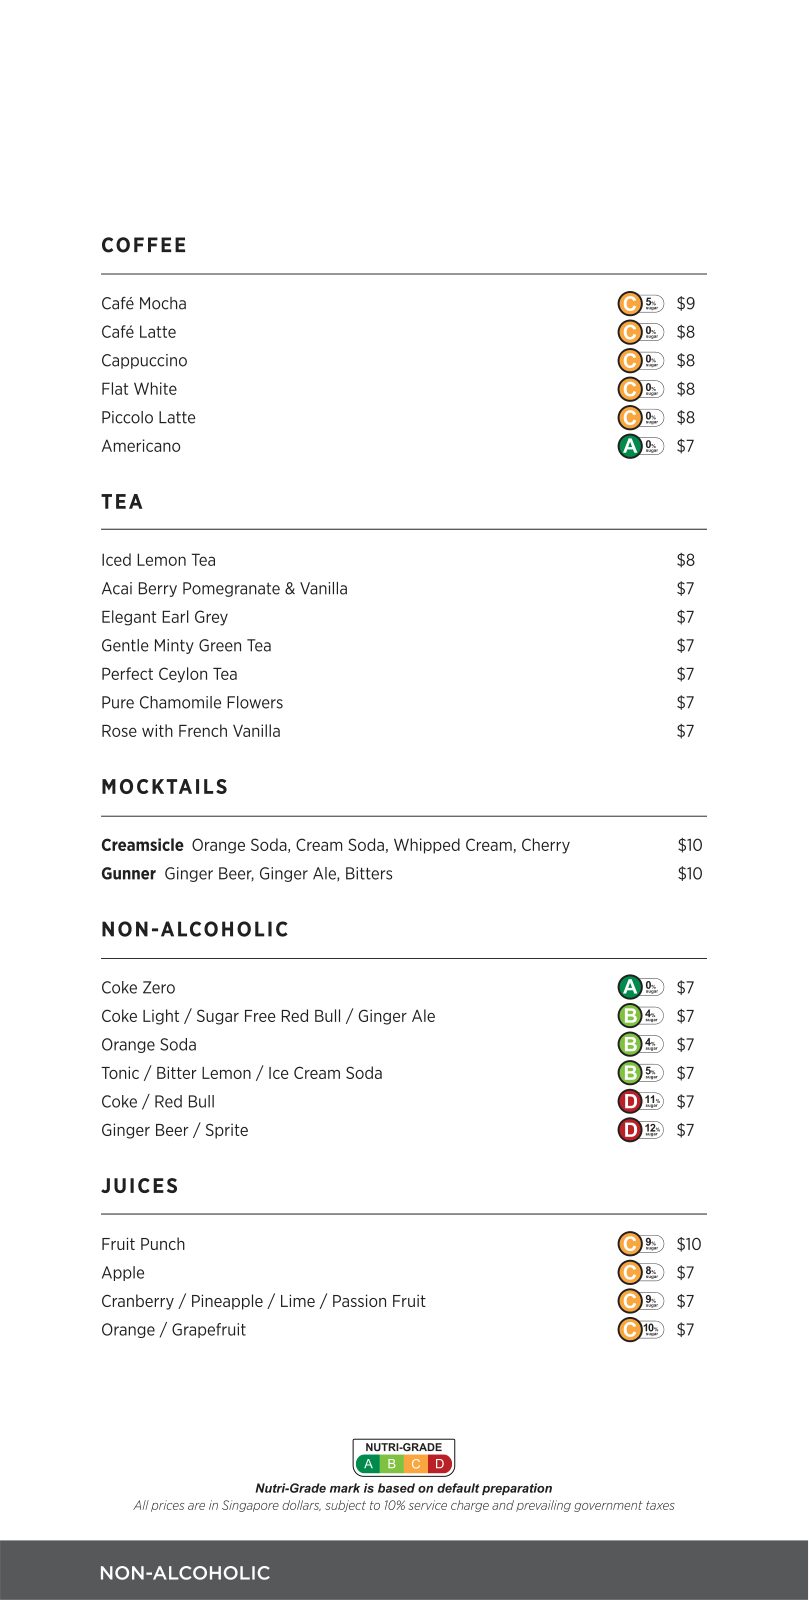 COFFEE
Café Mocha C 5% sugar $9
Café Latte C 0% sugar $8
Cappuccino C 0% sugar $8
Flat White C 0% sugar $8
Piccolo Latte C 0% sugar $8
Americano A 0% sugar $7
TEA
Iced Lemon Tea $8
Acai Berry Pomegranate & Vanilla $7
Elegant Earl Grey $7
Gentle Minty Green Tea $7
Perfect Ceylon Tea $7
Pure Chamomile Flowers $7
Rose with French Vanilla $7
MOCKTAILS
Creamsicle Orange Soda, Cream Soda, Whipped Cream, Cherry $10
Gunner Ginger Beer, Ginger Ale, Bitters $10
NON-ALCOHOLIC
Coke Zero A 0% sugar $7
Coke Light / Sugar Free Red Bull / Ginger Ale B 4% sugar $7
Orange Soda B 4% sugar $7
Tonic / Bitter Lemon / Ice Cream Soda B 5% sugar $7
Coke / Red Bull D 11% sugar $7
Ginger Beer / Sprite D 12% sugar $7
JUICES
Fruit Punch C 9% sugar $10
Apple C 8% sugar $7
Cranberry / Pineapple / Lime / Passion Fruit C 9% sugar $7
Orange / Grapefruit C 10% sugar $7
NUTRI-GRADE
A B C D
Nutri-Grade mark is based on default preparation
All prices are in Singapore dollars, subject to 10% service charge and prevailing government taxes
NON-ALCOHOLIC